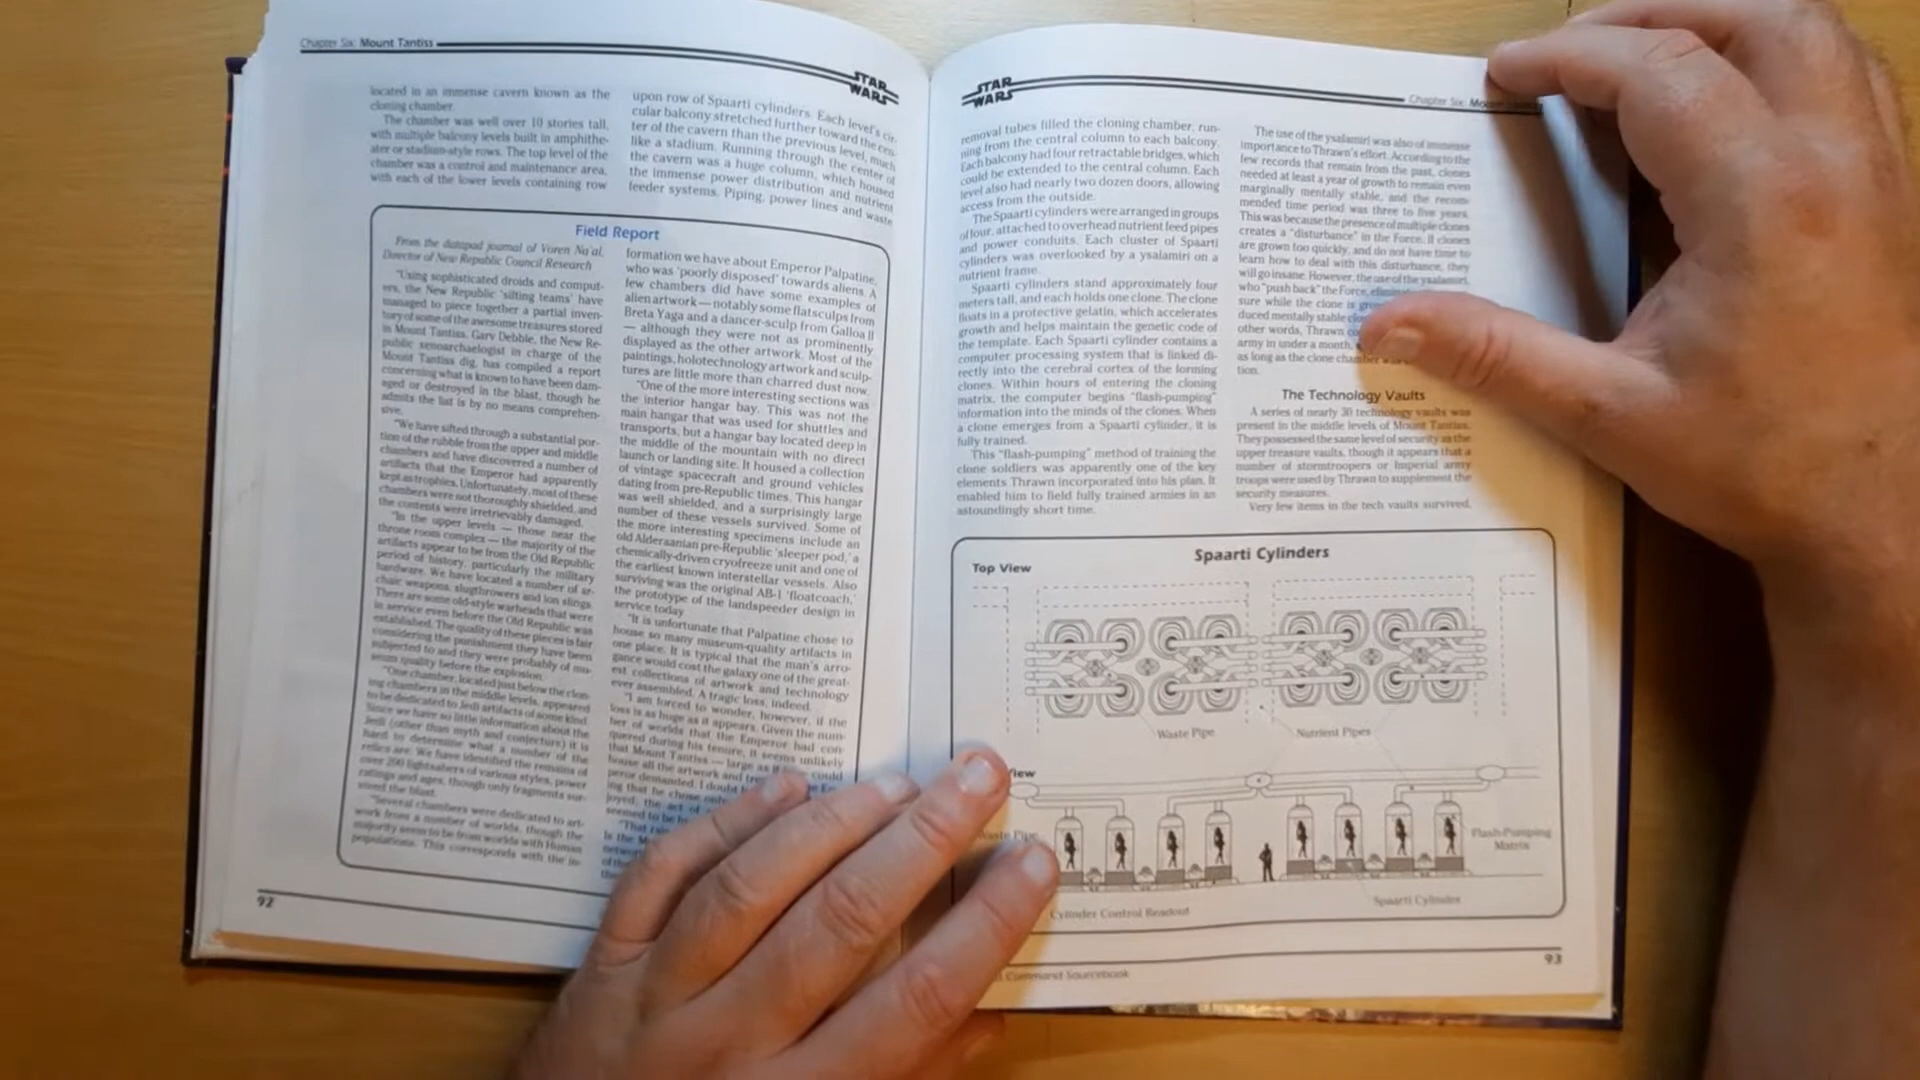 Chapter Six: Mount Tantiss
STAR
WARS
located in an immense cavern known as the
cloning chamber.
The chamber was well over 10 stories tall,
with multiple balcony levels built in amphithe-
ater or stadium-style rows. The top level of the
chamber was a control and maintenance area,
with each of the lower levels containing row
upon row of Spaarti cylinders. Each level's cir-
cular balcony stretched further toward the cen-
ter of the cavern than the previous level, much
like a stadium. Running through the center of
the cavern was a huge column, which housed
the immense power distribution and nutrient
feeder systems. Piping, power lines and waste
Field Report
From the datapad journal of Voren Na'al,
Director of New Republic Council Research
"Using sophisticated droids and comput-
ers, the New Republic 'sifting teams' have
managed to piece together a partial inven-
tory of some of the awesome treasures stored
in Mount Tantiss. Gary Debble, the New Re-
public xenoarchaelogist in charge of the
Mount Tantiss dig, has compiled a report
concerning what is known to have been dam-
aged or destroyed in the blast, though he
admits the list is by no means comprehen-
sive.
"We have sifted through a substantial por-
tion of the rubble from the upper and middle
chambers and have discovered a number of
artifacts that the Emperor had apparently
kept as trophies. Unfortunately, most of these
chambers were not thoroughly shielded, and
the contents were irretrievably damaged.
"In the upper levels — those near the
throne room complex — the majority of the
artifacts appear to be from the Old Republic
period of history, particularly the military
hardware. We have located a number of ar-
chaic weapons, slugthrowers and ion slings.
There are some old-style warheads that were
in service even before the Old Republic was
established. The quality of these pieces is fair
considering the punishment they have been
subjected to and they were probably of mu-
seum quality before the explosion.
"One chamber, located just below the clon-
ing chambers in the middle levels, appeared
to be dedicated to Jedi artifacts of some kind.
Since we have so little information about the
Jedi (other than myth and conjecture) it is
hard to determine what a number of the
relics are. We have identified the remains of
over 200 lightsabers of various styles, power
ratings and ages, though only fragments sur-
vived the blast.
"Several chambers were dedicated to art-
work from a number of worlds, though the
majority seem to be from worlds with Human
populations. This corresponds with the in-
formation we have about Emperor Palpatine,
who was 'poorly disposed' towards aliens. A
few chambers did have some examples of
alien artwork — notably some flatsculps from
Breta Yaga and a dancer-sculp from Galloa II
— although they were not as prominently
displayed as the other artwork. Most of the
paintings, holotechnology artwork and sculp-
tures are little more than charred dust now.
"One of the more interesting sections was
the interior hangar bay. This was not the
main hangar that was used for shuttles and
transports, but a hangar bay located deep in
the middle of the mountain with no direct
launch or landing site. It housed a collection
of vintage spacecraft and ground vehicles
dating from pre-Republic times. This hangar
was well shielded, and a surprisingly large
number of these vessels survived. Some of
the more interesting specimens include an
old Alderaanian pre-Republic 'sleeper pod,' a
chemically-driven cryofreeze unit and one of
the earliest known interstellar vessels. Also
surviving was the original AB-1 'floatcoach,'
the prototype of the landspeeder design in
service today.
"It is unfortunate that Palpatine chose to
house so many museum-quality artifacts in
one place. It is typical that the man's arro-
gance would cost the galaxy one of the great-
est collections of artwork and technology
ever assembled. A tragic loss, indeed.
"I am forced to wonder, however, if the
loss is as huge as it appears. Given the num-
ber of worlds that the Emperor had con-
quered during his tenure, it seems unlikely
that Mount Tantiss — large as it could
house all the artwork and Em-
peror demanded. I doubt
ing that he chose only
joyed; the act of
seemed to be
"That
is the
network
of the
92
STAR
WARS
Chapter Six: Mount
removal tubes filled the cloning chamber, run-
ning from the central column to each balcony.
Each balcony had four retractable bridges, which
could be extended to the central column. Each
level also had nearly two dozen doors, allowing
access from the outside.
The Spaarti cylinders were arranged in groups
of four, attached to overhead nutrient feed pipes
and power conduits. Each cluster of Spaarti
cylinders was overlooked by a ysalamiri on a
nutrient frame.
Spaarti cylinders stand approximately four
meters tall, and each holds one clone. The clone
floats in a protective gelatin, which accelerates
growth and helps maintain the genetic code of
the template. Each Spaarti cylinder contains a
computer processing system that is linked di-
rectly into the cerebral cortex of the forming
clones. Within hours of entering the cloning
matrix, the computer begins "flash-pumping"
information into the minds of the clones. When
a clone emerges from a Spaarti cylinder, it is
fully trained.
This "flash-pumping" method of training the
clone soldiers was apparently one of the key
elements Thrawn incorporated into his plan. It
enabled him to field fully trained armies in an
astoundingly short time.
The use of the ysalamiri was also of immense
importance to Thrawn's effort. According to the
few records that remain from the past, clones
needed at least a year of growth to remain even
marginally mentally stable, and the recom-
mended time period was three to five years.
This was because the presence of multiple clones
creates a "disturbance" in the Force. If clones
are grown too quickly, and do not have time to
learn how to deal with this disturbance, they
will go insane. However, the use of the ysalamiri,
who "push back" the Force,
sure while the clone is
duced mentally stable
other words, Thrawn
army in under a month,
as long as the clone chamber
tion.
The Technology Vaults
A series of nearly 30 technology vaults was
present in the middle levels of Mount Tantiss.
They possessed the same level of security as the
upper treasure vaults, though it appears that a
number of stormtroopers or Imperial army
troops were used by Thrawn to supplement the
security measures.
Very few items in the tech vaults survived,
Spaarti Cylinders
Top View
Waste Pipe
Nutrient Pipes
View
Waste Pipe
Flash-Pumping
Matrix
Spaarti Cylinder
Cylinder Control Readout
93
Command Sourcebook